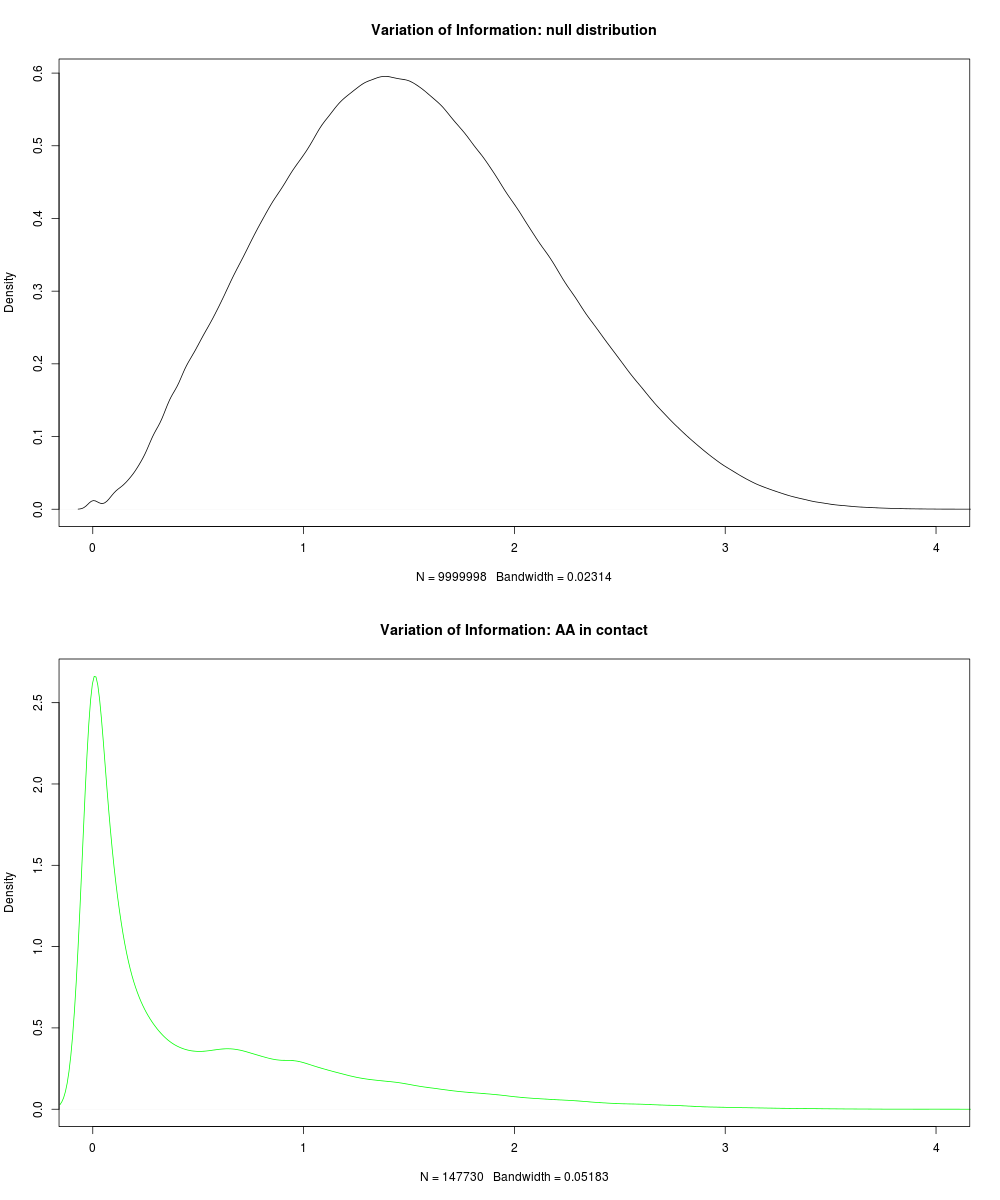 Variation of Information: null distribution
Density
0.6
0.5
0.4
0.3
0.2
0.1
0.0
0 1 2 3 4
N = 9999998 Bandwidth = 0.02314
Variation of Information: AA in contact
Density
2.5
2.0
1.5
1.0
0.5
0.0
0 1 2 3 4
N = 147730 Bandwidth = 0.05183